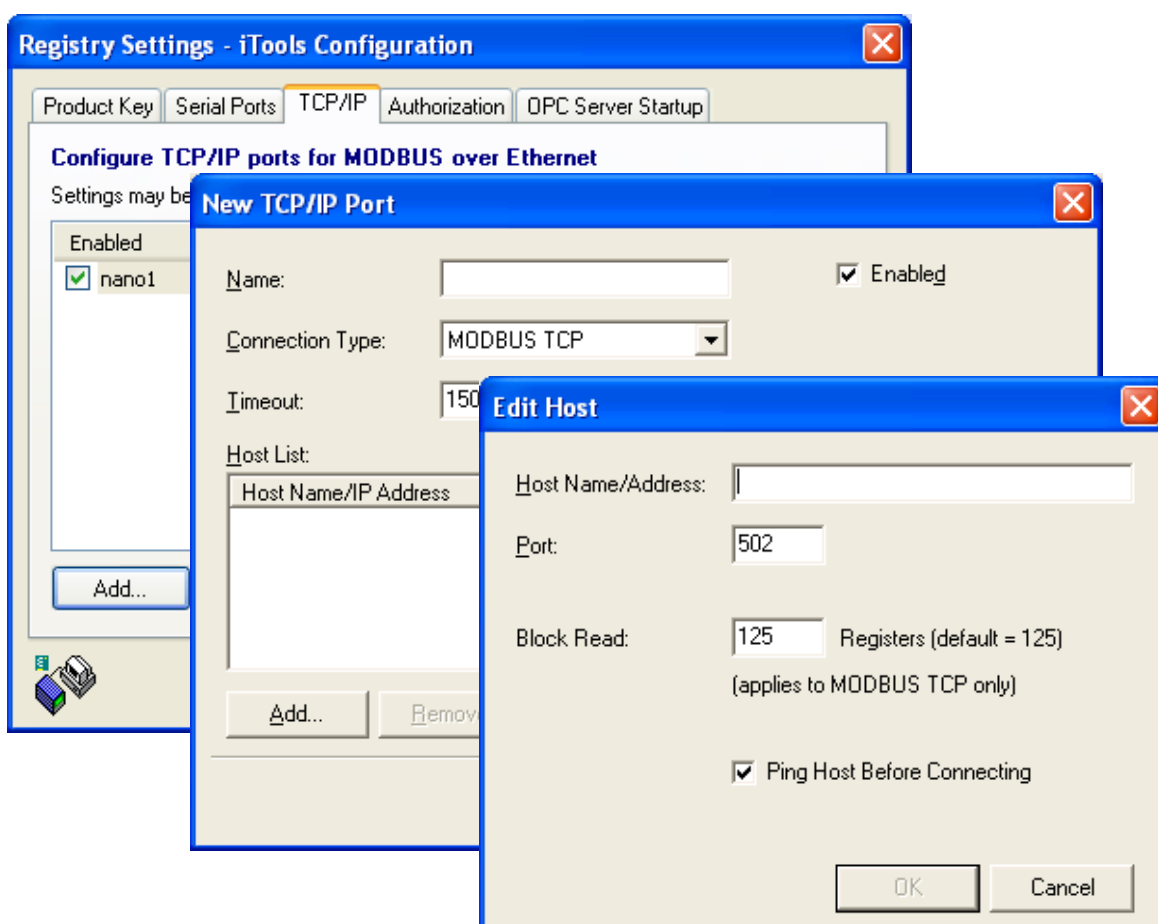 Registry Settings - iTools Configuration
Product Key Serial Ports TCP/IP Authorization OPC Server Startup
Configure TCP/IP ports for MODBUS over Ethernet
Settings may be
Enabled
nano1
Add...
New TCP/IP Port
Name:
Enabled
Connection Type: MODBUS TCP
Timeout: 150
Host List:
Host Name/IP Address
Add... Remov
Edit Host
Host Name/Address:
Port: 502
Block Read: 125 Registers (default = 125)
(applies to MODBUS TCP only)
Ping Host Before Connecting
OK Cancel